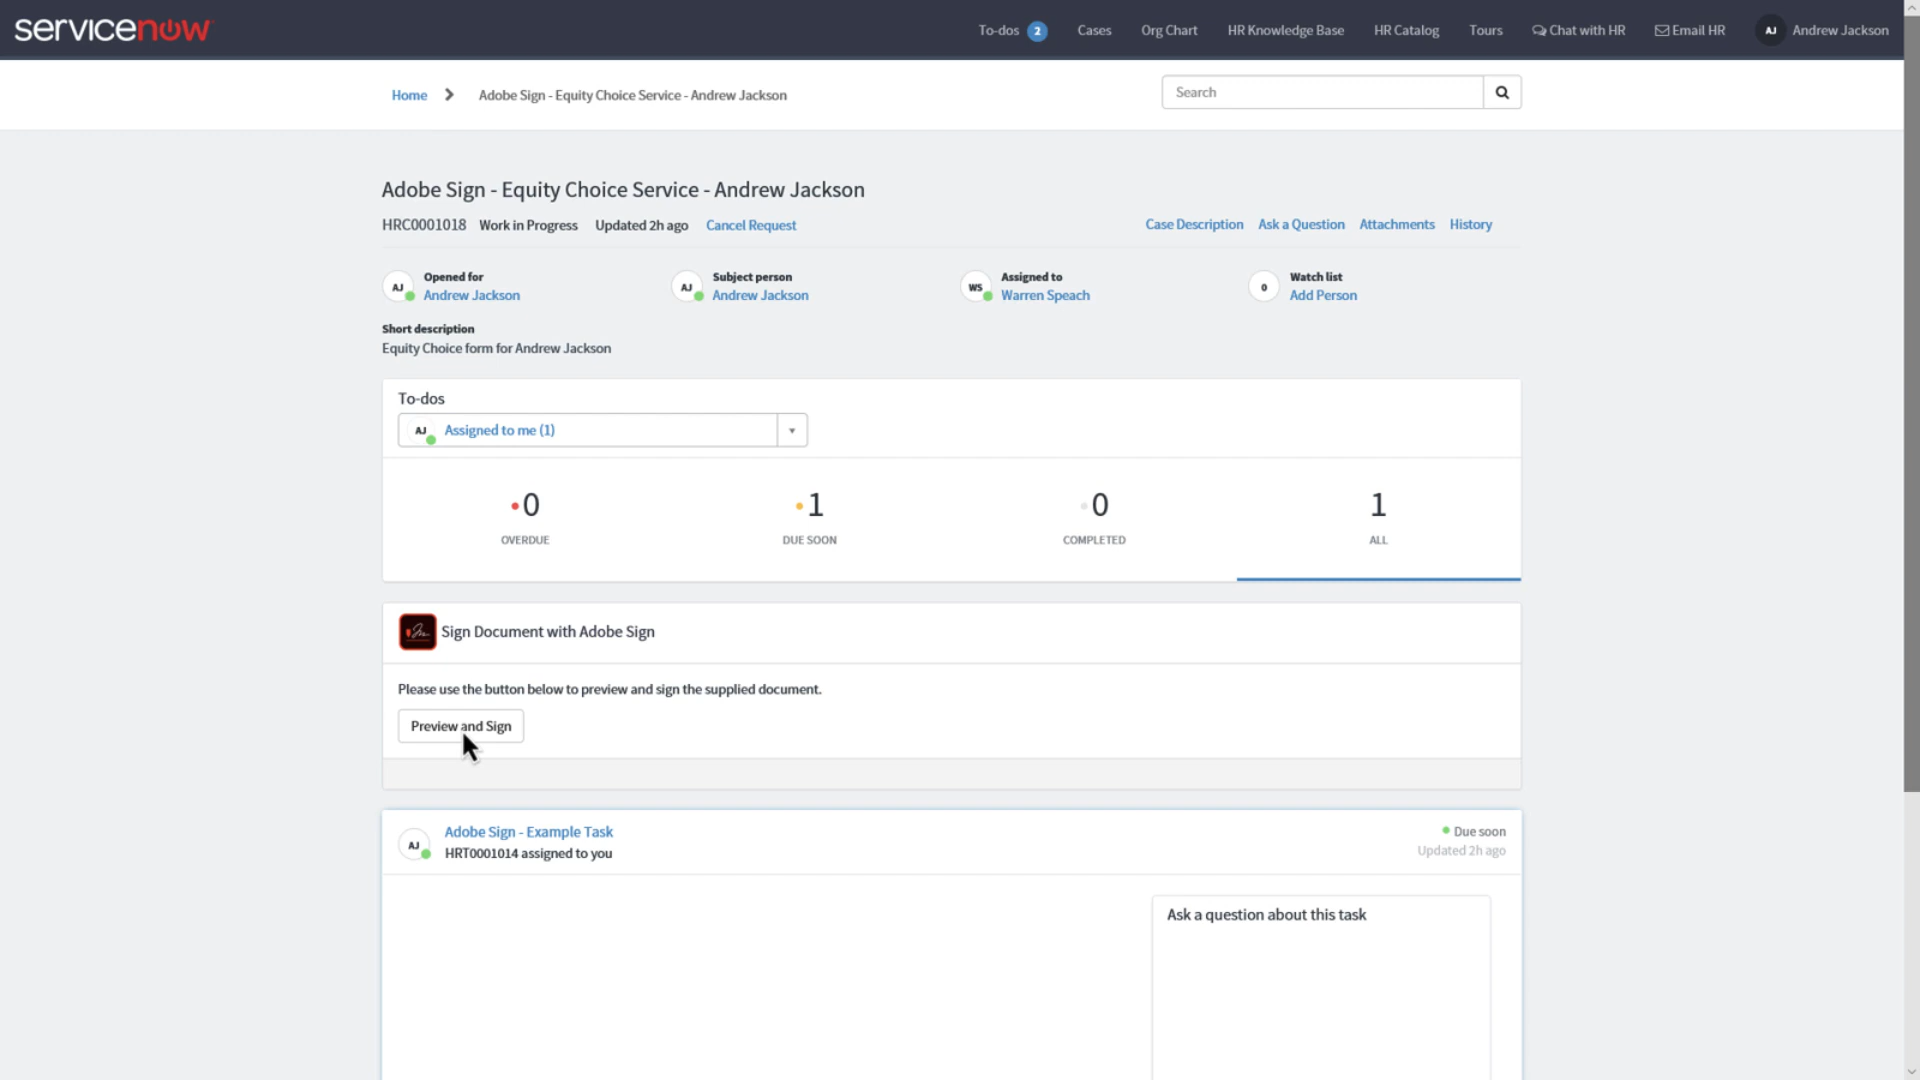 servicenow
To-dos 2 Cases Org Chart HR Knowledge Base HR Catalog Tours Chat with HR Email HR AJ Andrew Jackson
Home Adobe Sign - Equity Choice Service - Andrew Jackson Search
Adobe Sign - Equity Choice Service - Andrew Jackson
HRC0001018 Work in Progress Updated 2h ago Cancel Request Case Description Ask a Question Attachments History
AJ Opened for Andrew Jackson
AJ Subject person Andrew Jackson
WS Assigned to Warren Speach
0 Watch list Add Person
Short description
Equity Choice form for Andrew Jackson
To-dos
AJ Assigned to me (1)
0 1 0 1
OVERDUE DUE SOON COMPLETED ALL
Sign Document with Adobe Sign
Please use the button below to preview and sign the supplied document.
Preview and Sign
AJ Adobe Sign - Example Task Due soon
HRT0001014 assigned to you Updated 2h ago
Ask a question about this task